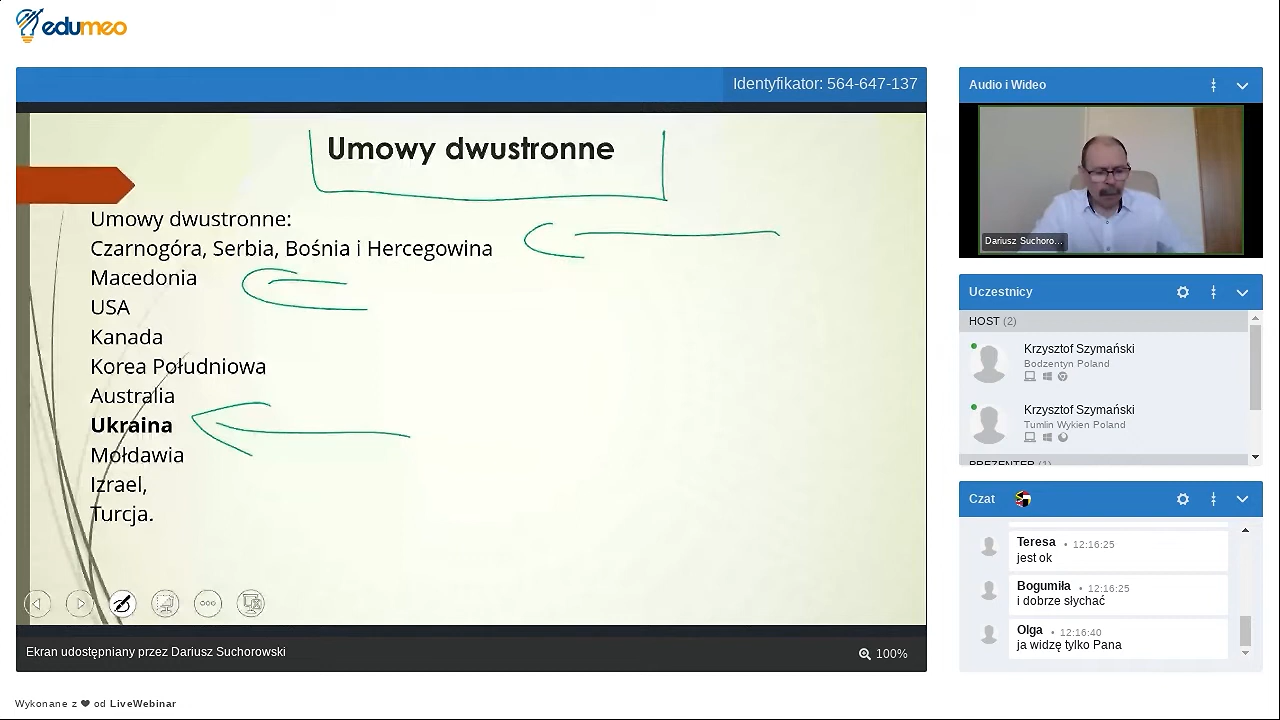 edumeo
Identyfikator: 564-647-137
Umowy dwustronne
Umowy dwustronne:
Czarnogóra, Serbia, Bośnia i Hercegowina
Macedonia
USA
Kanada
Korea Południowa
Australia
Ukraina
Mołdawia
Izrael,
Turcja.
Ekran udostępniany przez Dariusz Suchorowski
100%
Audio i Wideo
Dariusz Suchoro...
Uczestnicy
HOST (2)
Krzysztof Szymański
Bodzentyn Poland
Krzysztof Szymański
Tumlin Wykien Poland
PREZENTER (1)
Czat
Teresa • 12:16:25
jest ok
Bogumiła • 12:16:25
i dobrze słychać
Olga • 12:16:40
ja widzę tylko Pana
Wykonane z ❤ od LiveWebinar